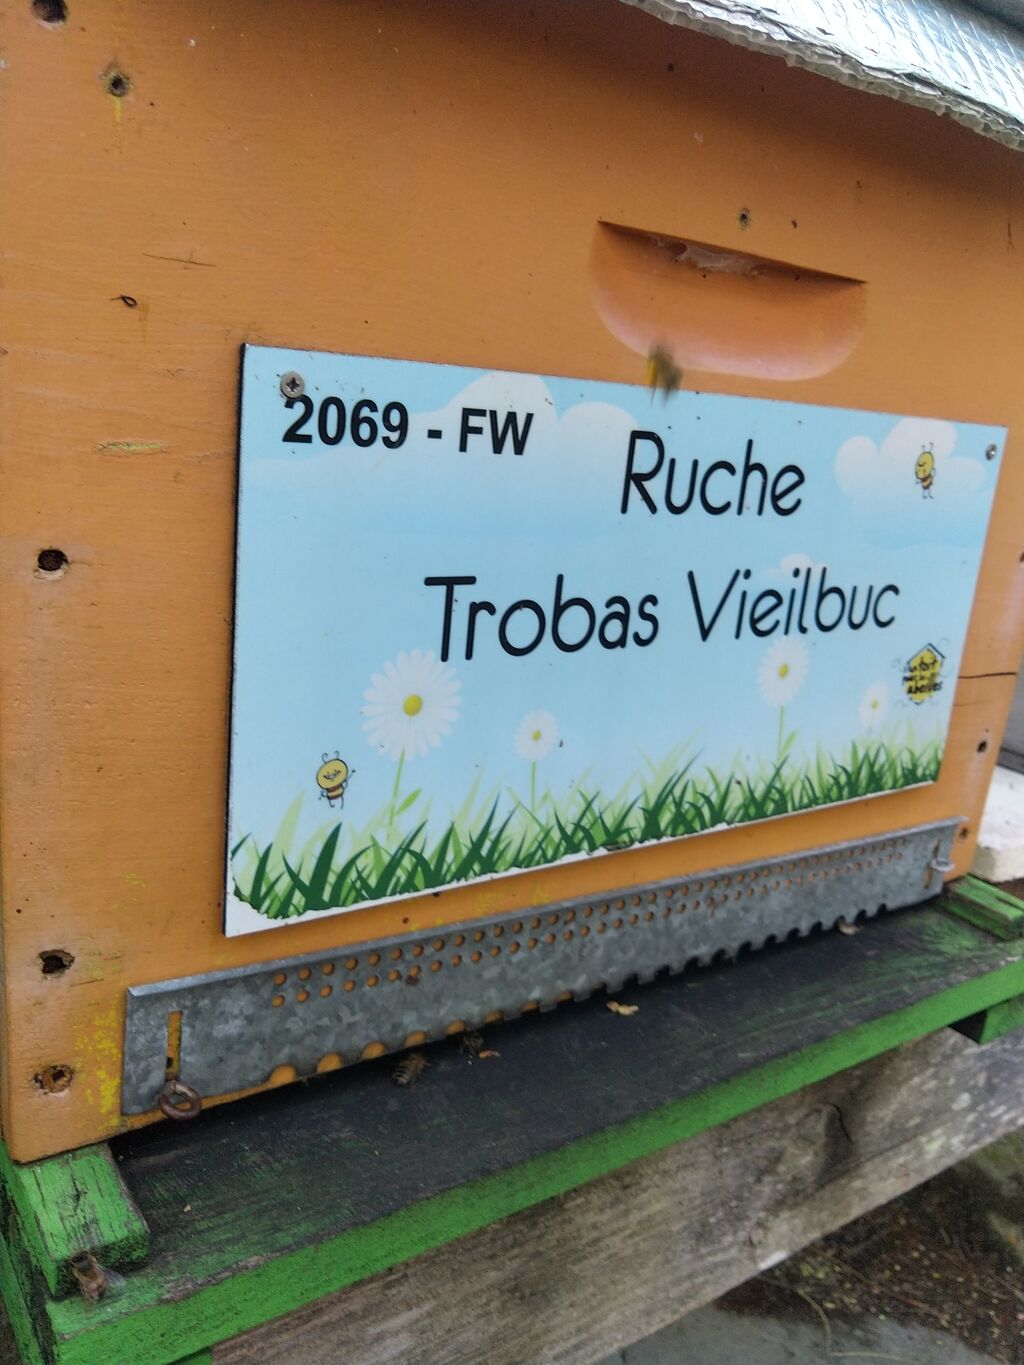 2069 - FW
Ruche
Trobas Vieilbuc